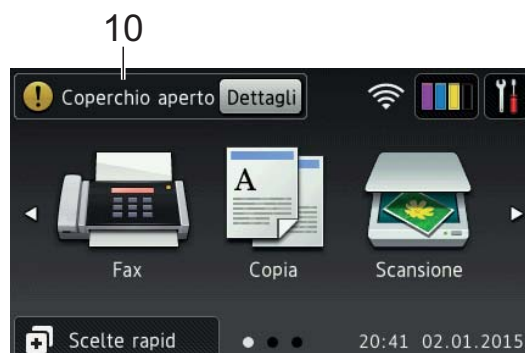 10
Coperchio aperto Dettagli
A
Fax Copia Scansione
Scelte rapid 20:41 02.01.2015